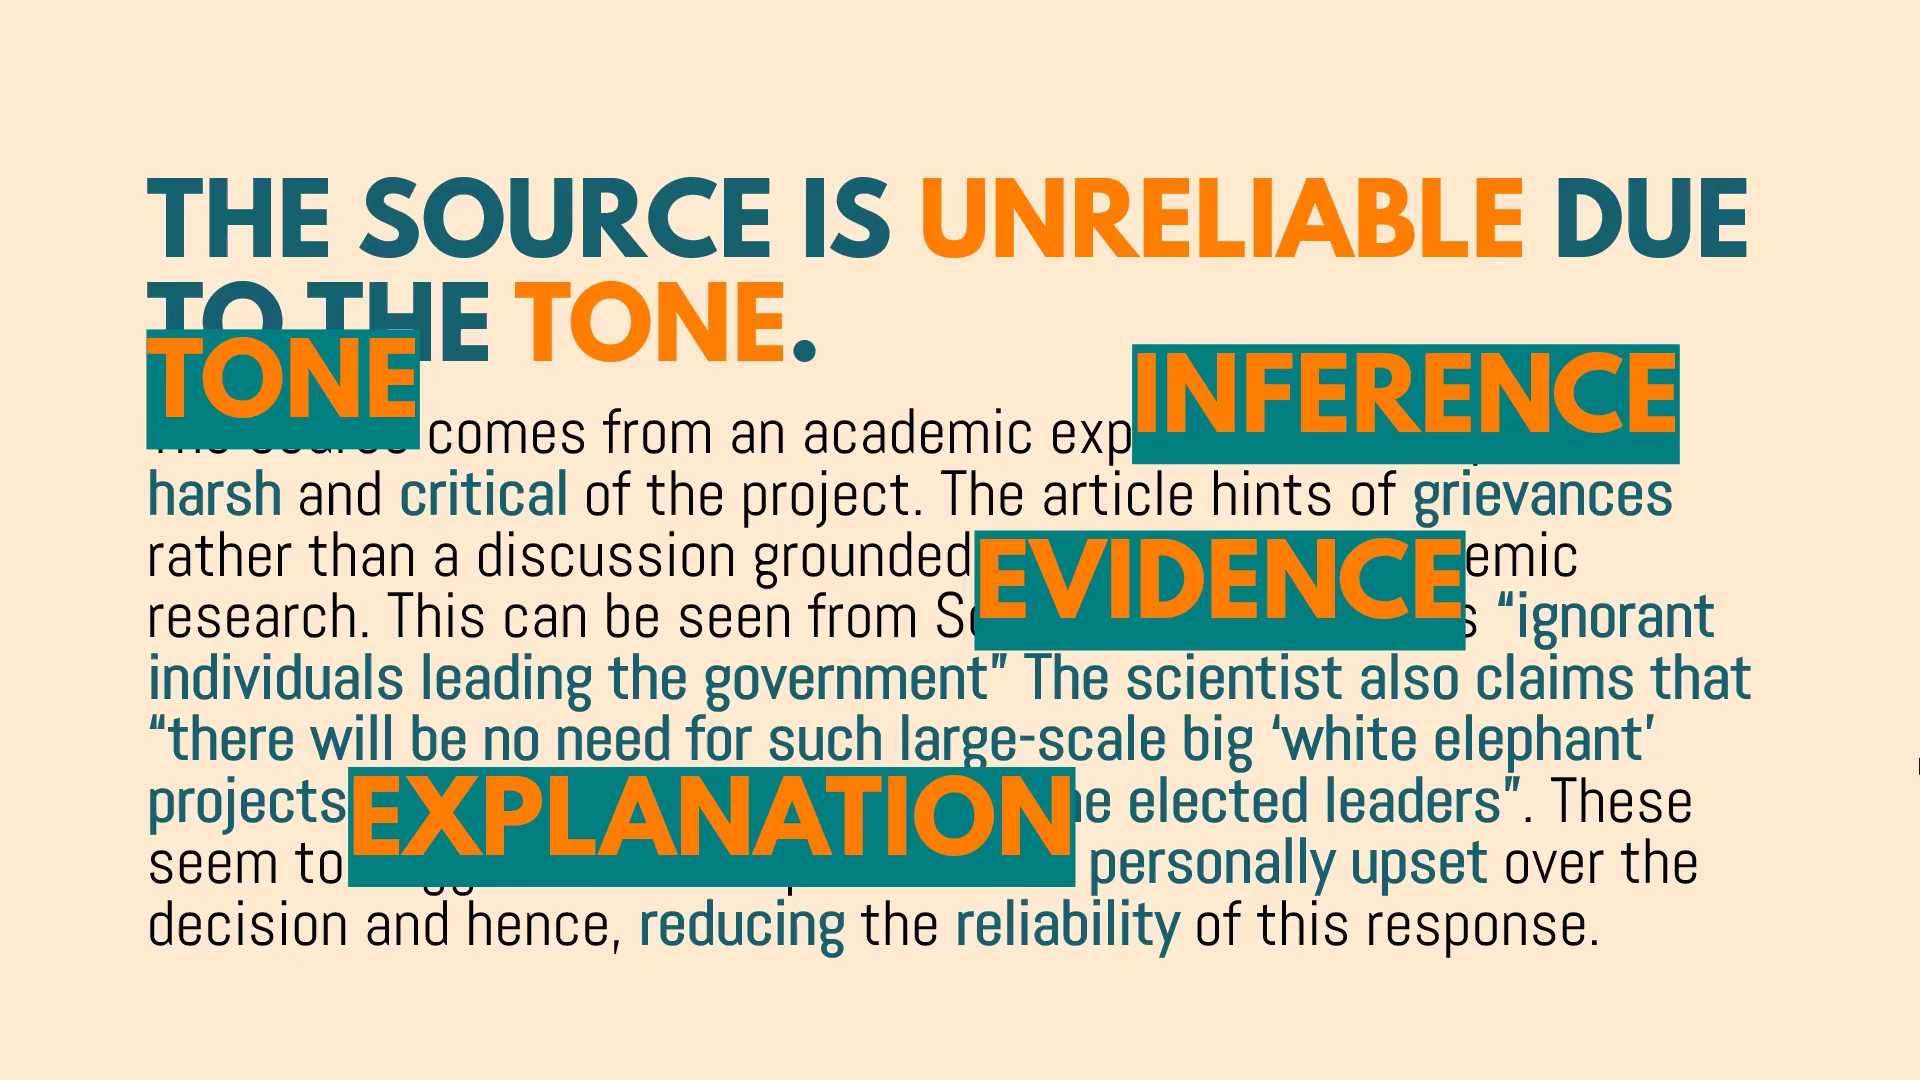 THE SOURCE IS UNRELIABLE DUE
TO THE TONE.
TONE
INFERENCE
comes from an academic
harsh and critical of the project. The article hints of grievances
rather than a discussion grounded
EVIDENCE
research. This can be seen from “ignorant
individuals leading the government” The scientist also claims that
“there will be no need for such large-scale big ‘white elephant’
projects elected leaders”. These
EXPLANATION
seem to personally upset over the
decision and hence, reducing the reliability of this response.